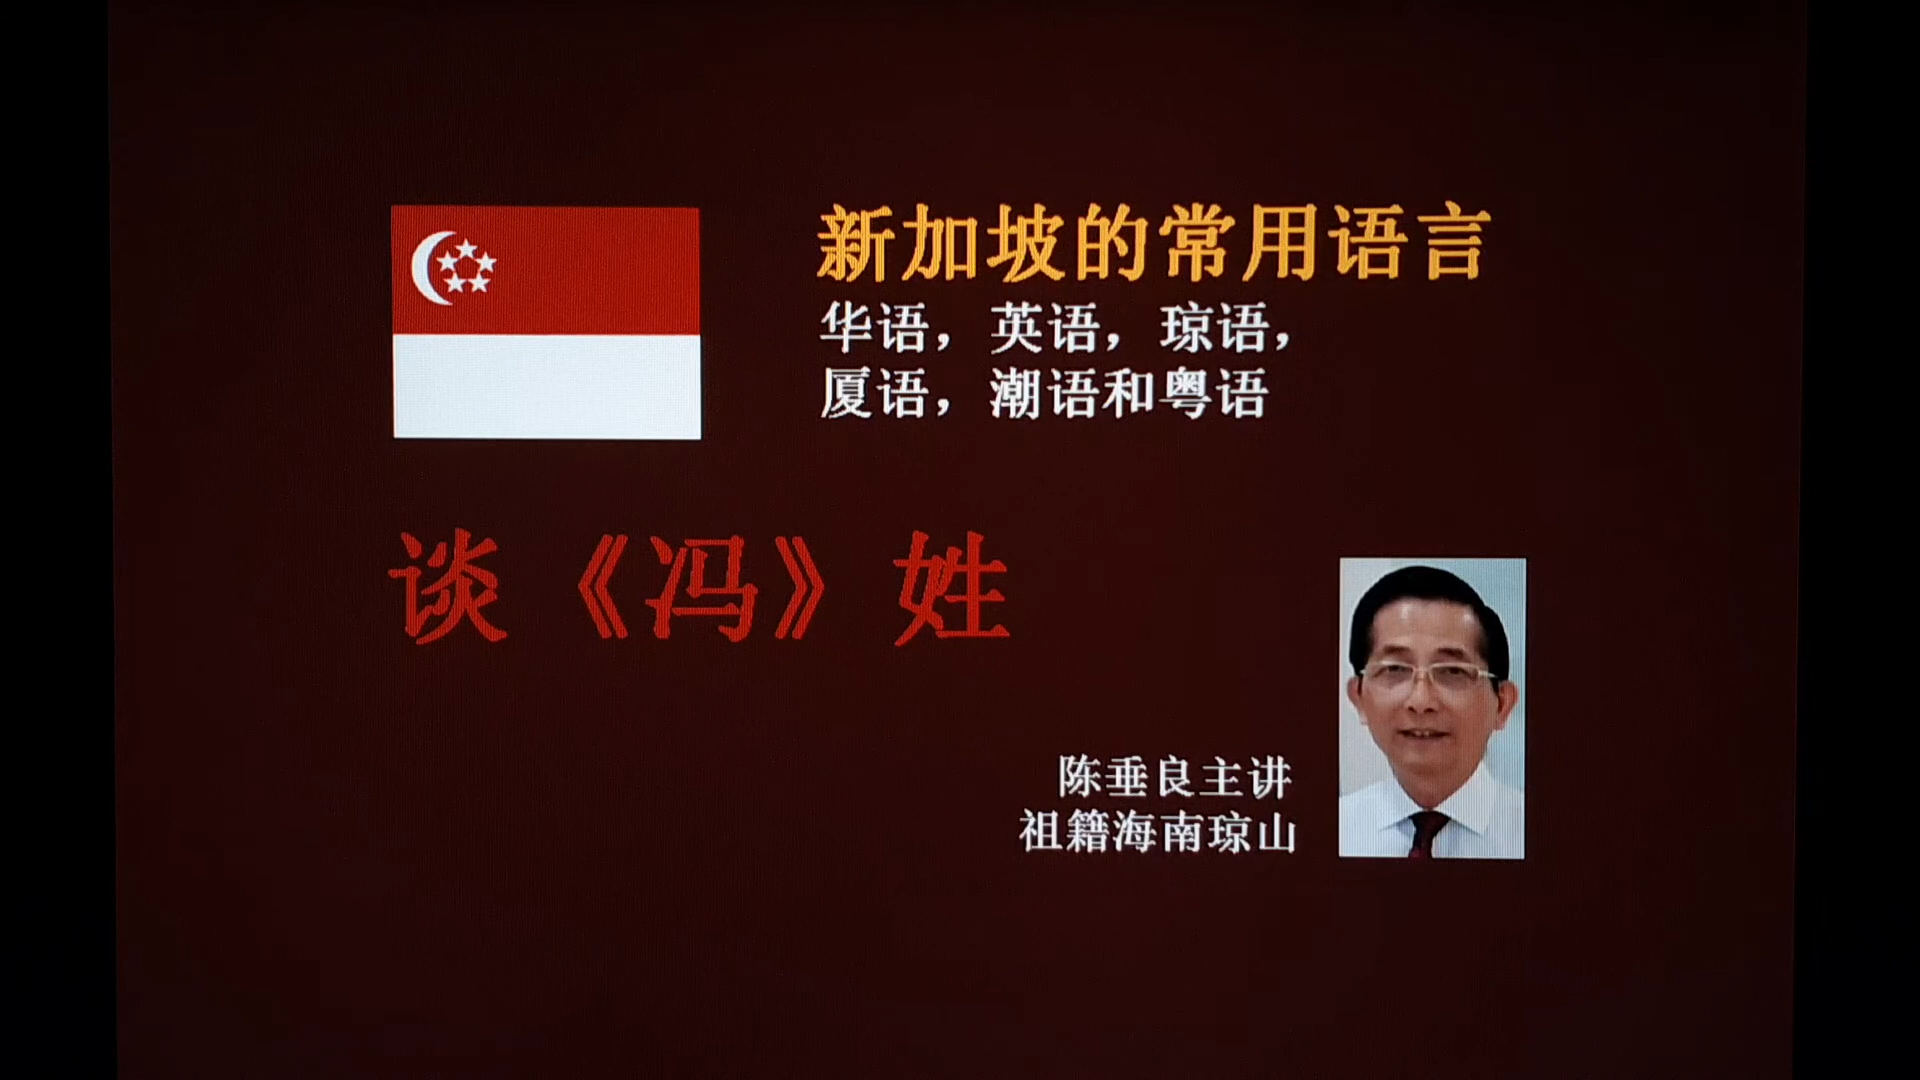 新加坡的常用语言
华语，英语，琼语，
厦语，潮语和粤语
谈《冯》姓
陈垂良主讲
祖籍海南琼山